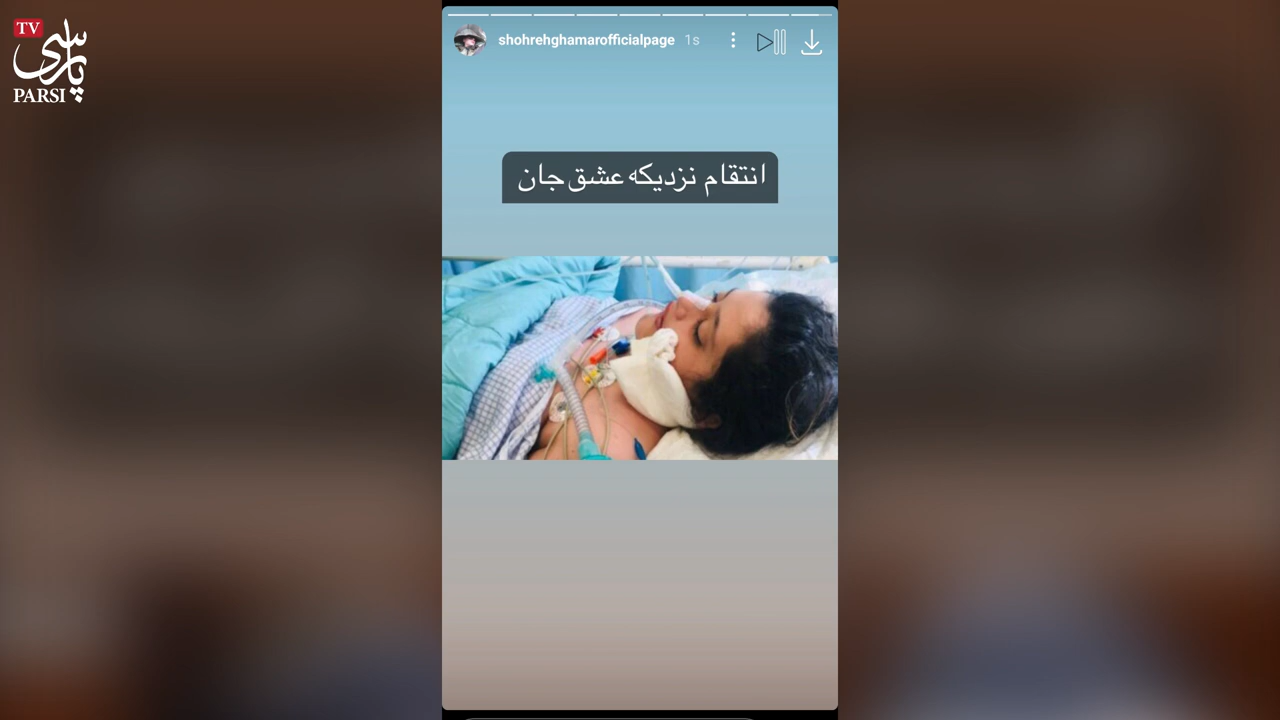 TV
پارسی
PARSI
shohrehghamarofficialpage 1s
انتقام نزدیکه عشق جان